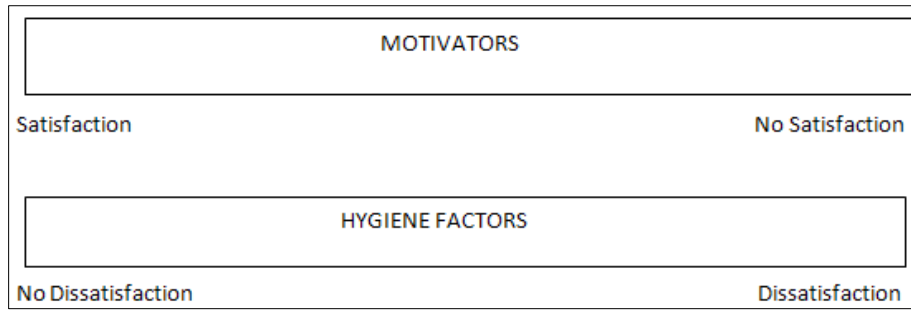 MOTIVATORS
Satisfaction No Satisfaction
HYGIENE FACTORS
No Dissatisfaction Dissatisfaction